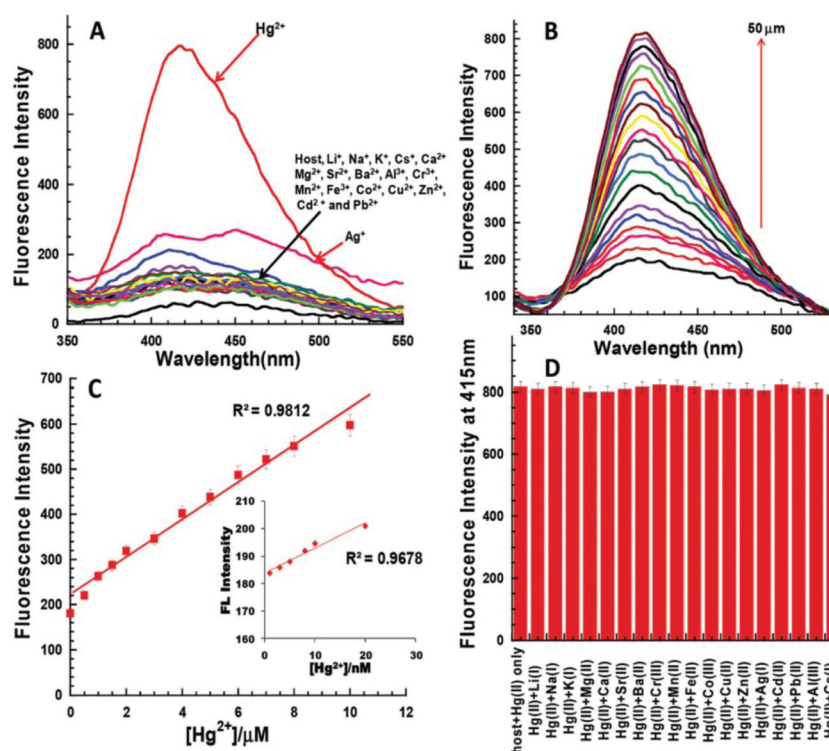 A
Hg²⁺
Host, Li⁺, Na⁺, K⁺, Cs⁺, Ca²⁺
Mg²⁺, Sr²⁺, Ba²⁺, Al³⁺, Cr³⁺
Mn²⁺, Fe³⁺, Co²⁺, Cu²⁺, Zn²⁺,
Cd²⁺ and Pb²⁺
Ag⁺
Fluorescence Intensity
800
600
400
200
0
350
400
450
500
550
Wavelength(nm)
B
50 µm
Fluorescence Intensity
800
700
600
500
400
300
200
100
350
400
450
500
Wavelength (nm)
C
R² = 0.9812
Fluorescence Intensity
700
600
500
400
300
200
100
0
0
2
4
6
8
10
[Hg²⁺]/µM
FL Intensity
210
200
190
180
170
160
R² = 0.9678
0
10
20
30
[Hg²⁺]/nM
D
Fluorescence Intensity at 415nm
800
800
600
400
200
0
host+Hg(II) only
Hg(II)+Li(I)
Hg(II)+Na(I)
Hg(II)+K(I)
Hg(II)+Mg(II)
Hg(II)+Ca(II)
Hg(II)+Sr(II)
Hg(II)+Ba(II)
Hg(II)+Cr(III)
Hg(II)+Mn(II)
Hg(II)+Fe(II)
Hg(II)+Co(III)
Hg(II)+Cu(II)
Hg(II)+Zn(II)
Hg(II)+Ag(I)
Hg(II)+Cd(II)
Hg(II)+Pb(II)
Hg(II)+Al(III)